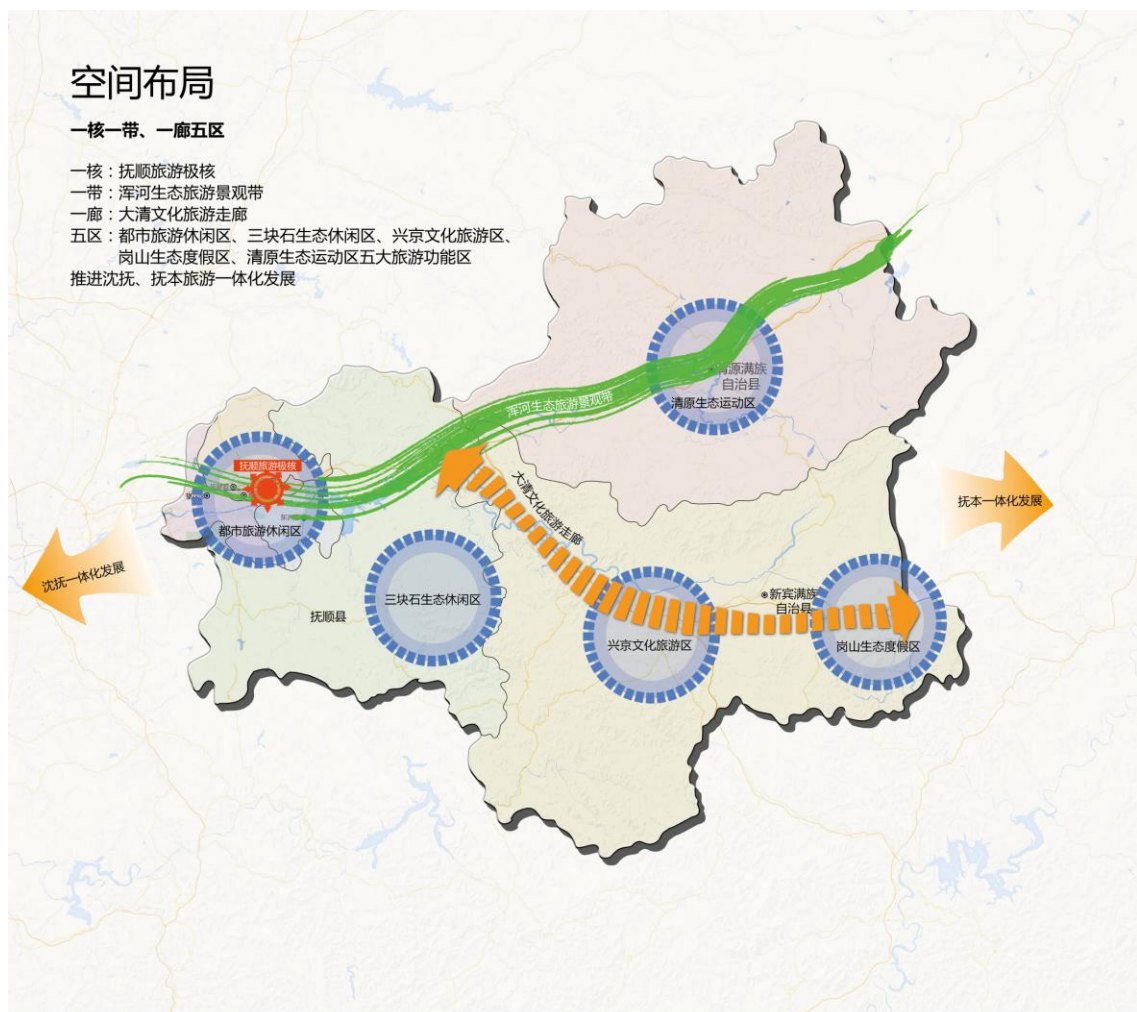 空间布局
一核一带、一廊五区
一核：抚顺旅游极核
一带：浑河生态旅游景观带
一廊：大清文化旅游走廊
五区：都市旅游休闲区、三块石生态休闲区、兴京文化旅游区、
岗山生态度假区、清原生态运动区五大旅游功能区
推进沈抚、抚本旅游一体化发展
清源满族
自治县
清原生态运动区
浑河生态旅游景观带
抚顺旅游极核
大清文化旅游走廊
抚本一体化发展
都市旅游休闲区
沈抚一体化发展
三块石生态休闲区
新宾满族
自治县
抚顺县
兴京文化旅游区
岗山生态度假区